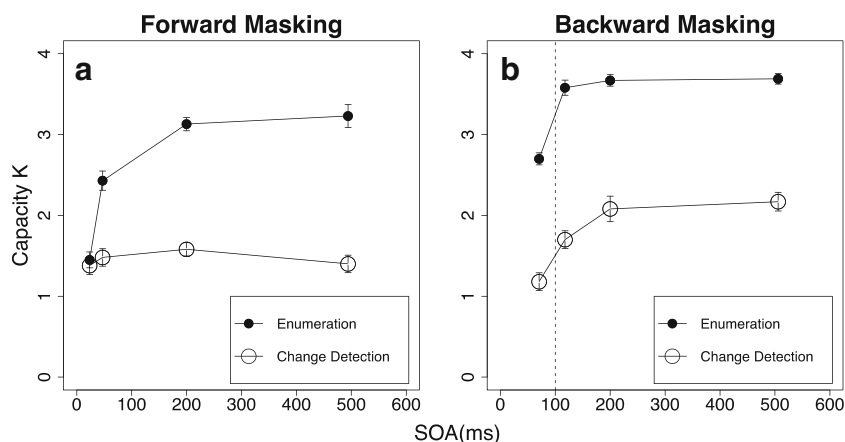 Forward Masking
Backward Masking
a
b
Capacity K
4
3
2
1
0
4
3
2
1
0
Enumeration
Change Detection
Enumeration
Change Detection
0 100 200 300 400 500 600
0 100 200 300 400 500 600
SOA(ms)